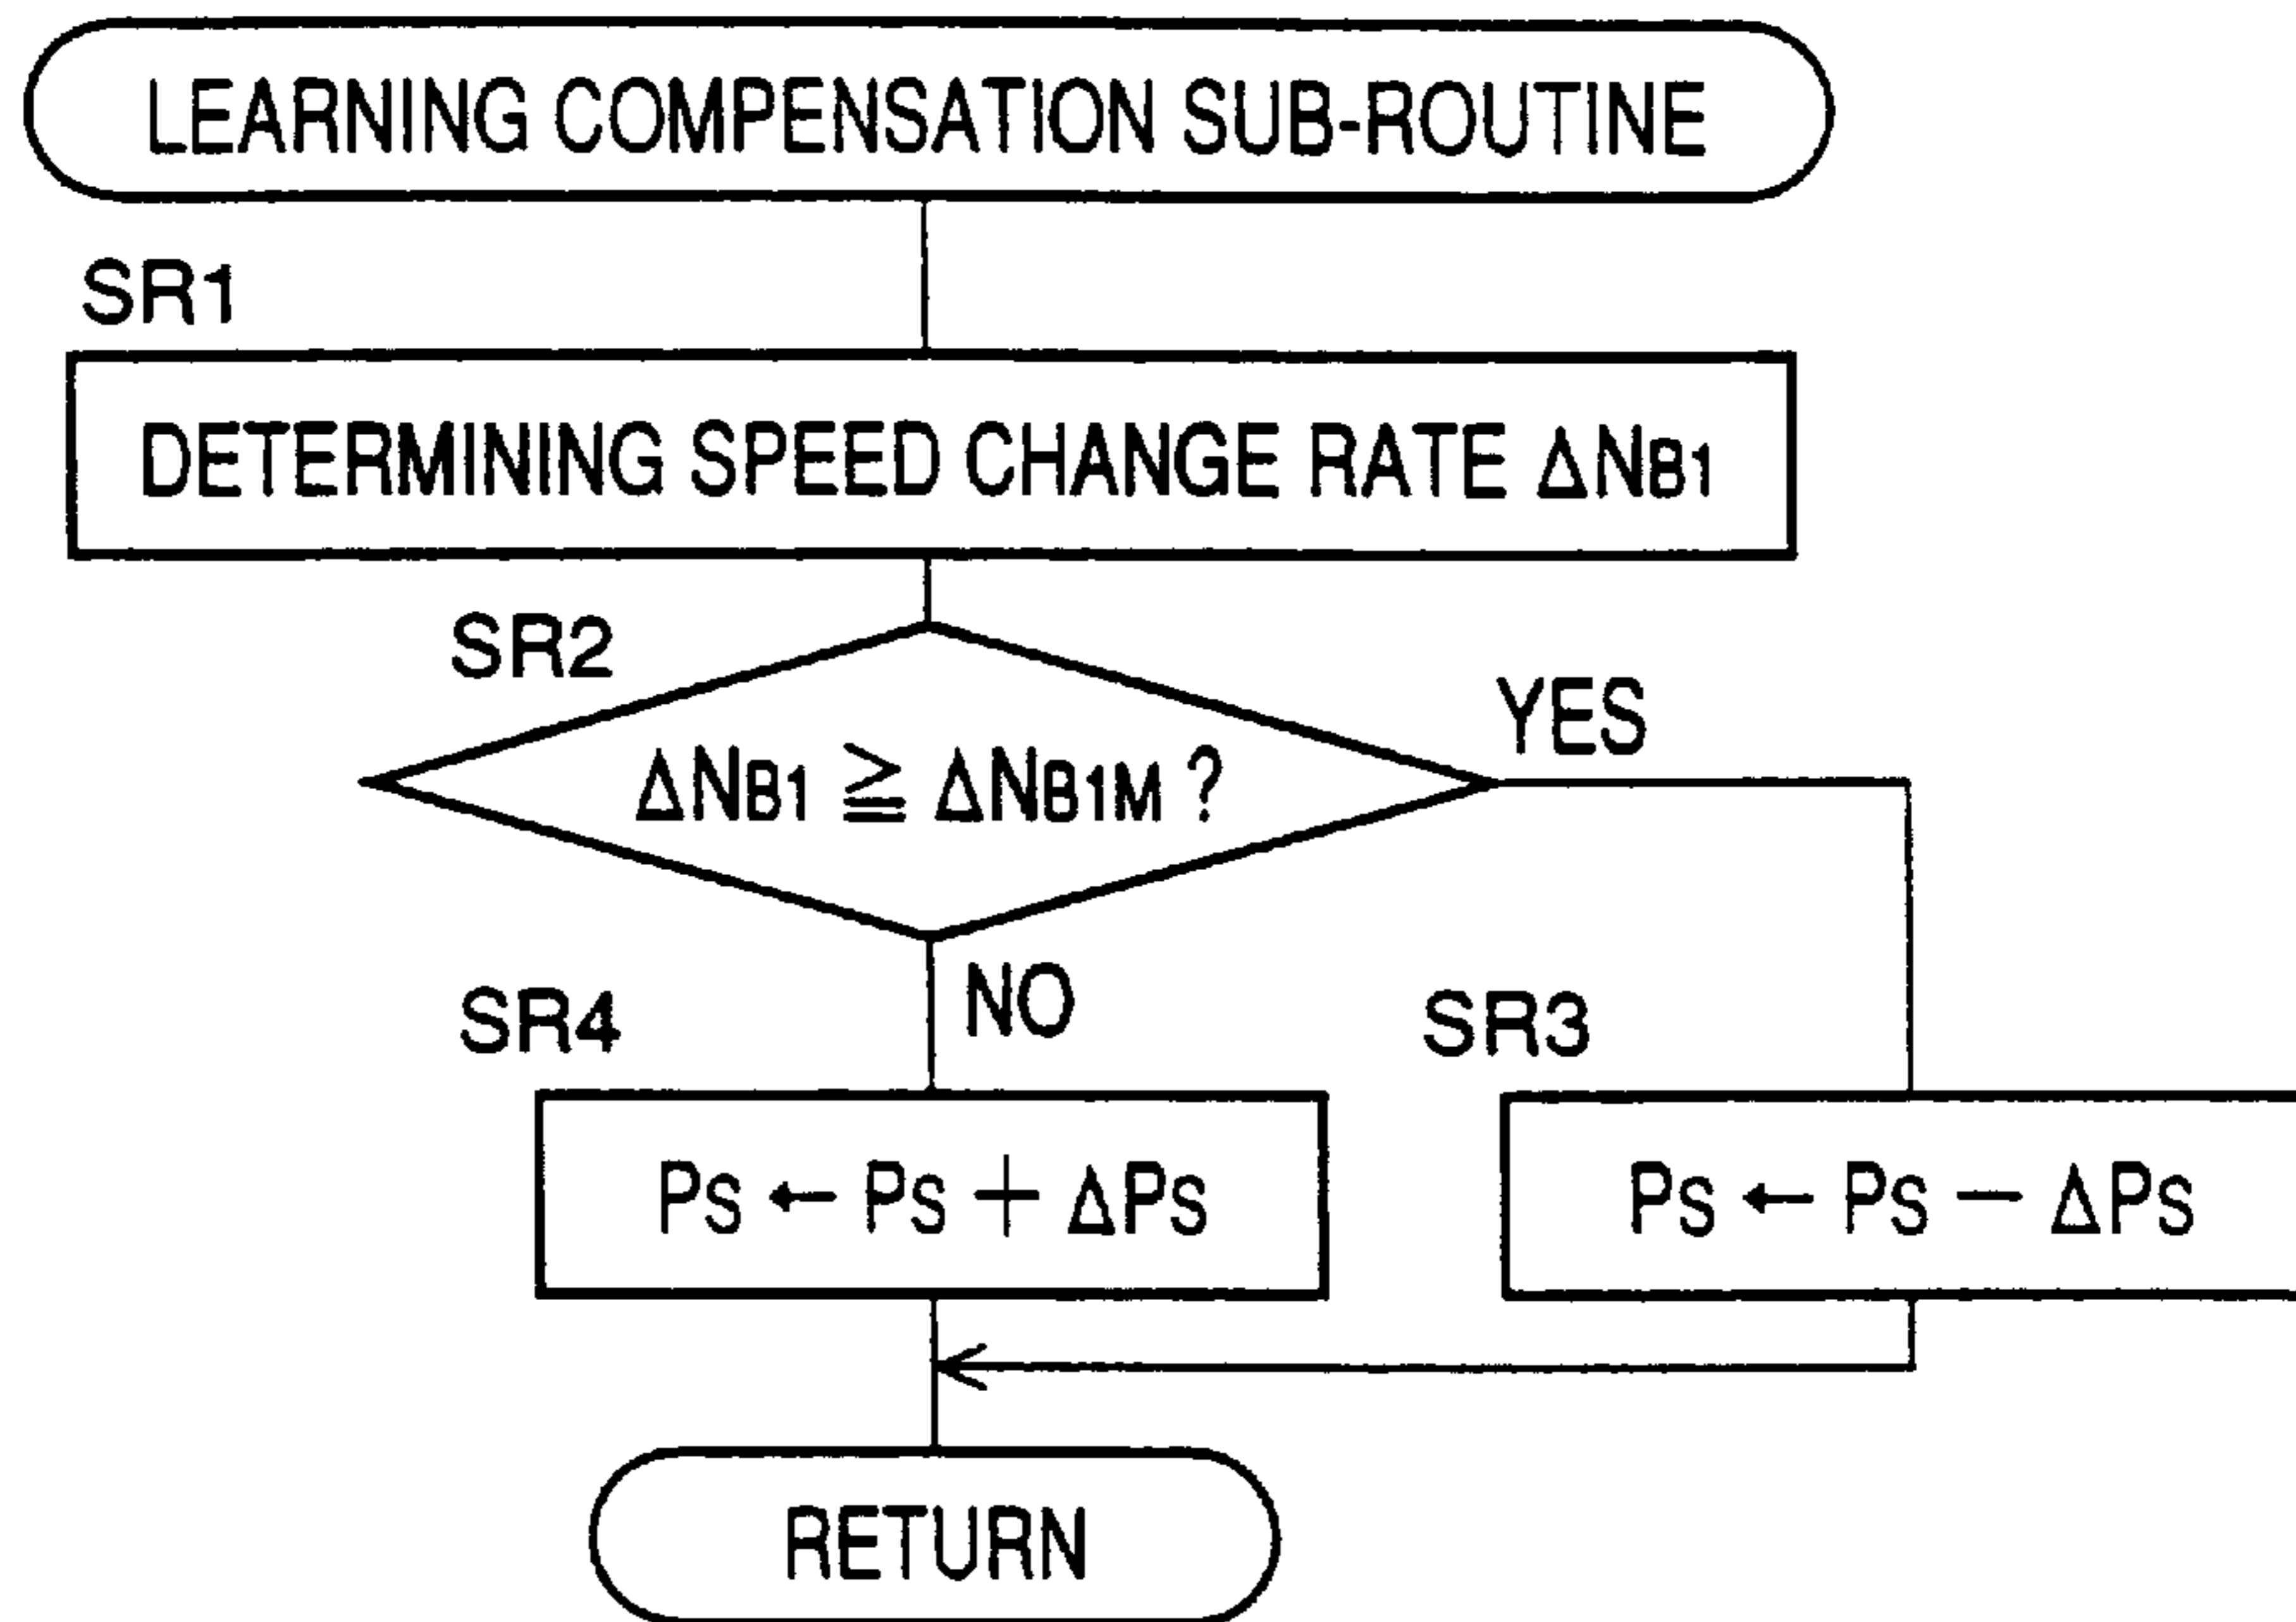 LEARNING COMPENSATION SUB-ROUTINE
SR1
DETERMINING SPEED CHANGE RATE ΔNB1
SR2
YES
ΔNB1 ≧ ΔNB1M ?
NO
SR4
SR3
PS ← PS + ΔPS
PS ← PS − ΔPS
RETURN